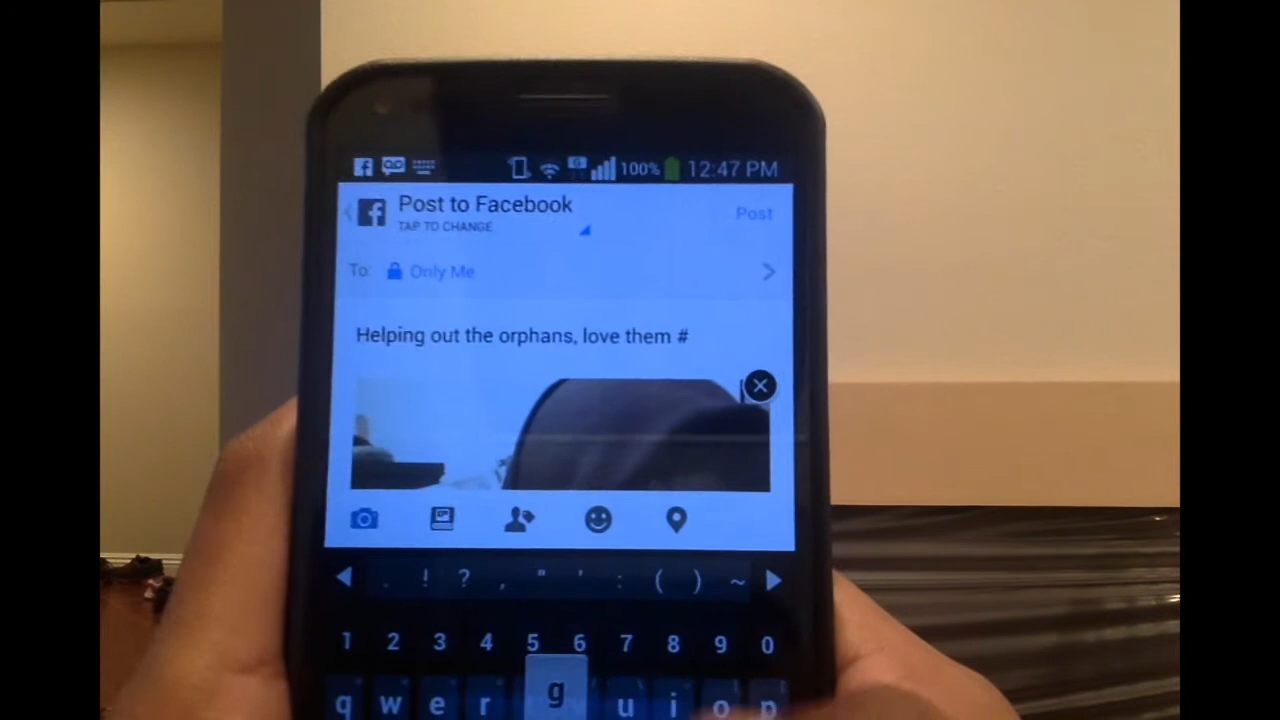 100% 12:47 PM
Post to Facebook
TAP TO CHANGE
Post
To: Only Me
Helping out the orphans, love them #
. ! ? , " ' : ( ) ~
1 2 3 4 5 6 7 8 9 0
q w e r g u i o p